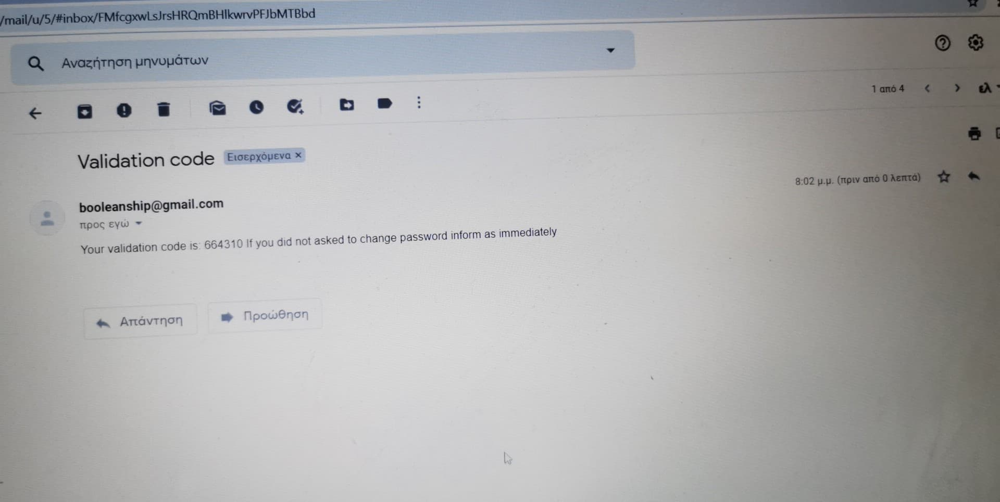 /mail/u/5/#inbox/FMfcgxwLsJrsHRQmBHlkwrvPFJbMTBbd
Αναζήτηση μηνυμάτων
1 από 4
ελ
Validation code Εισερχόμενα ×
8:02 μ.μ. (πριν από 0 λεπτά)
booleanship@gmail.com
προς εγώ
Your validation code is: 664310 If you did not asked to change password inform as immediately
Απάντηση Προώθηση